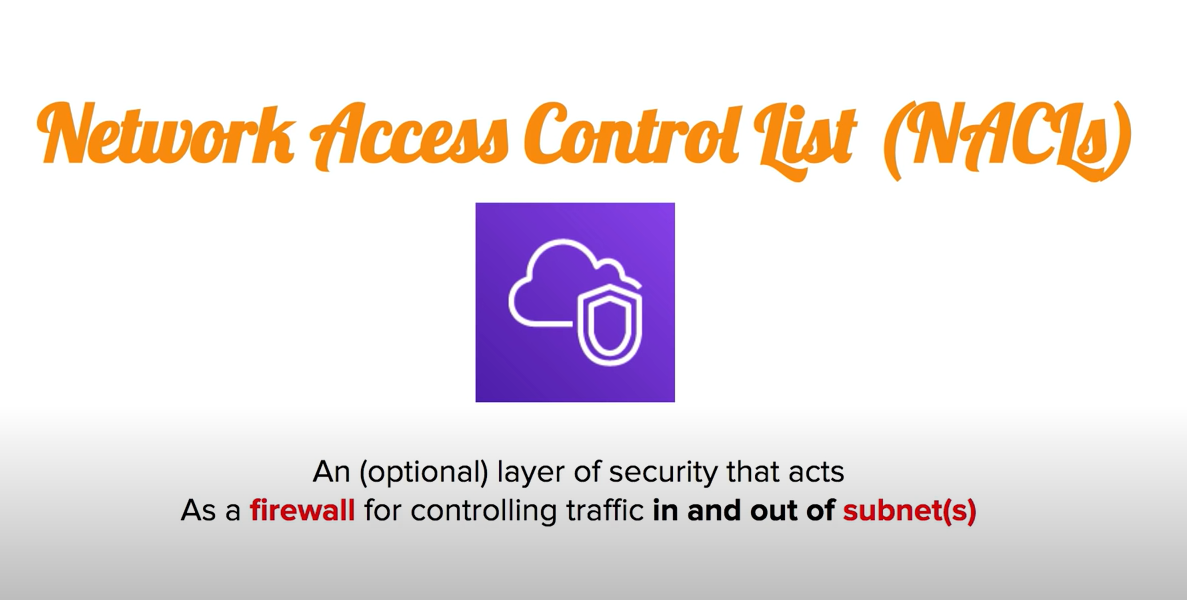 Network Access Control List (NACLs)
An (optional) layer of security that acts
As a firewall for controlling traffic in and out of subnet(s)